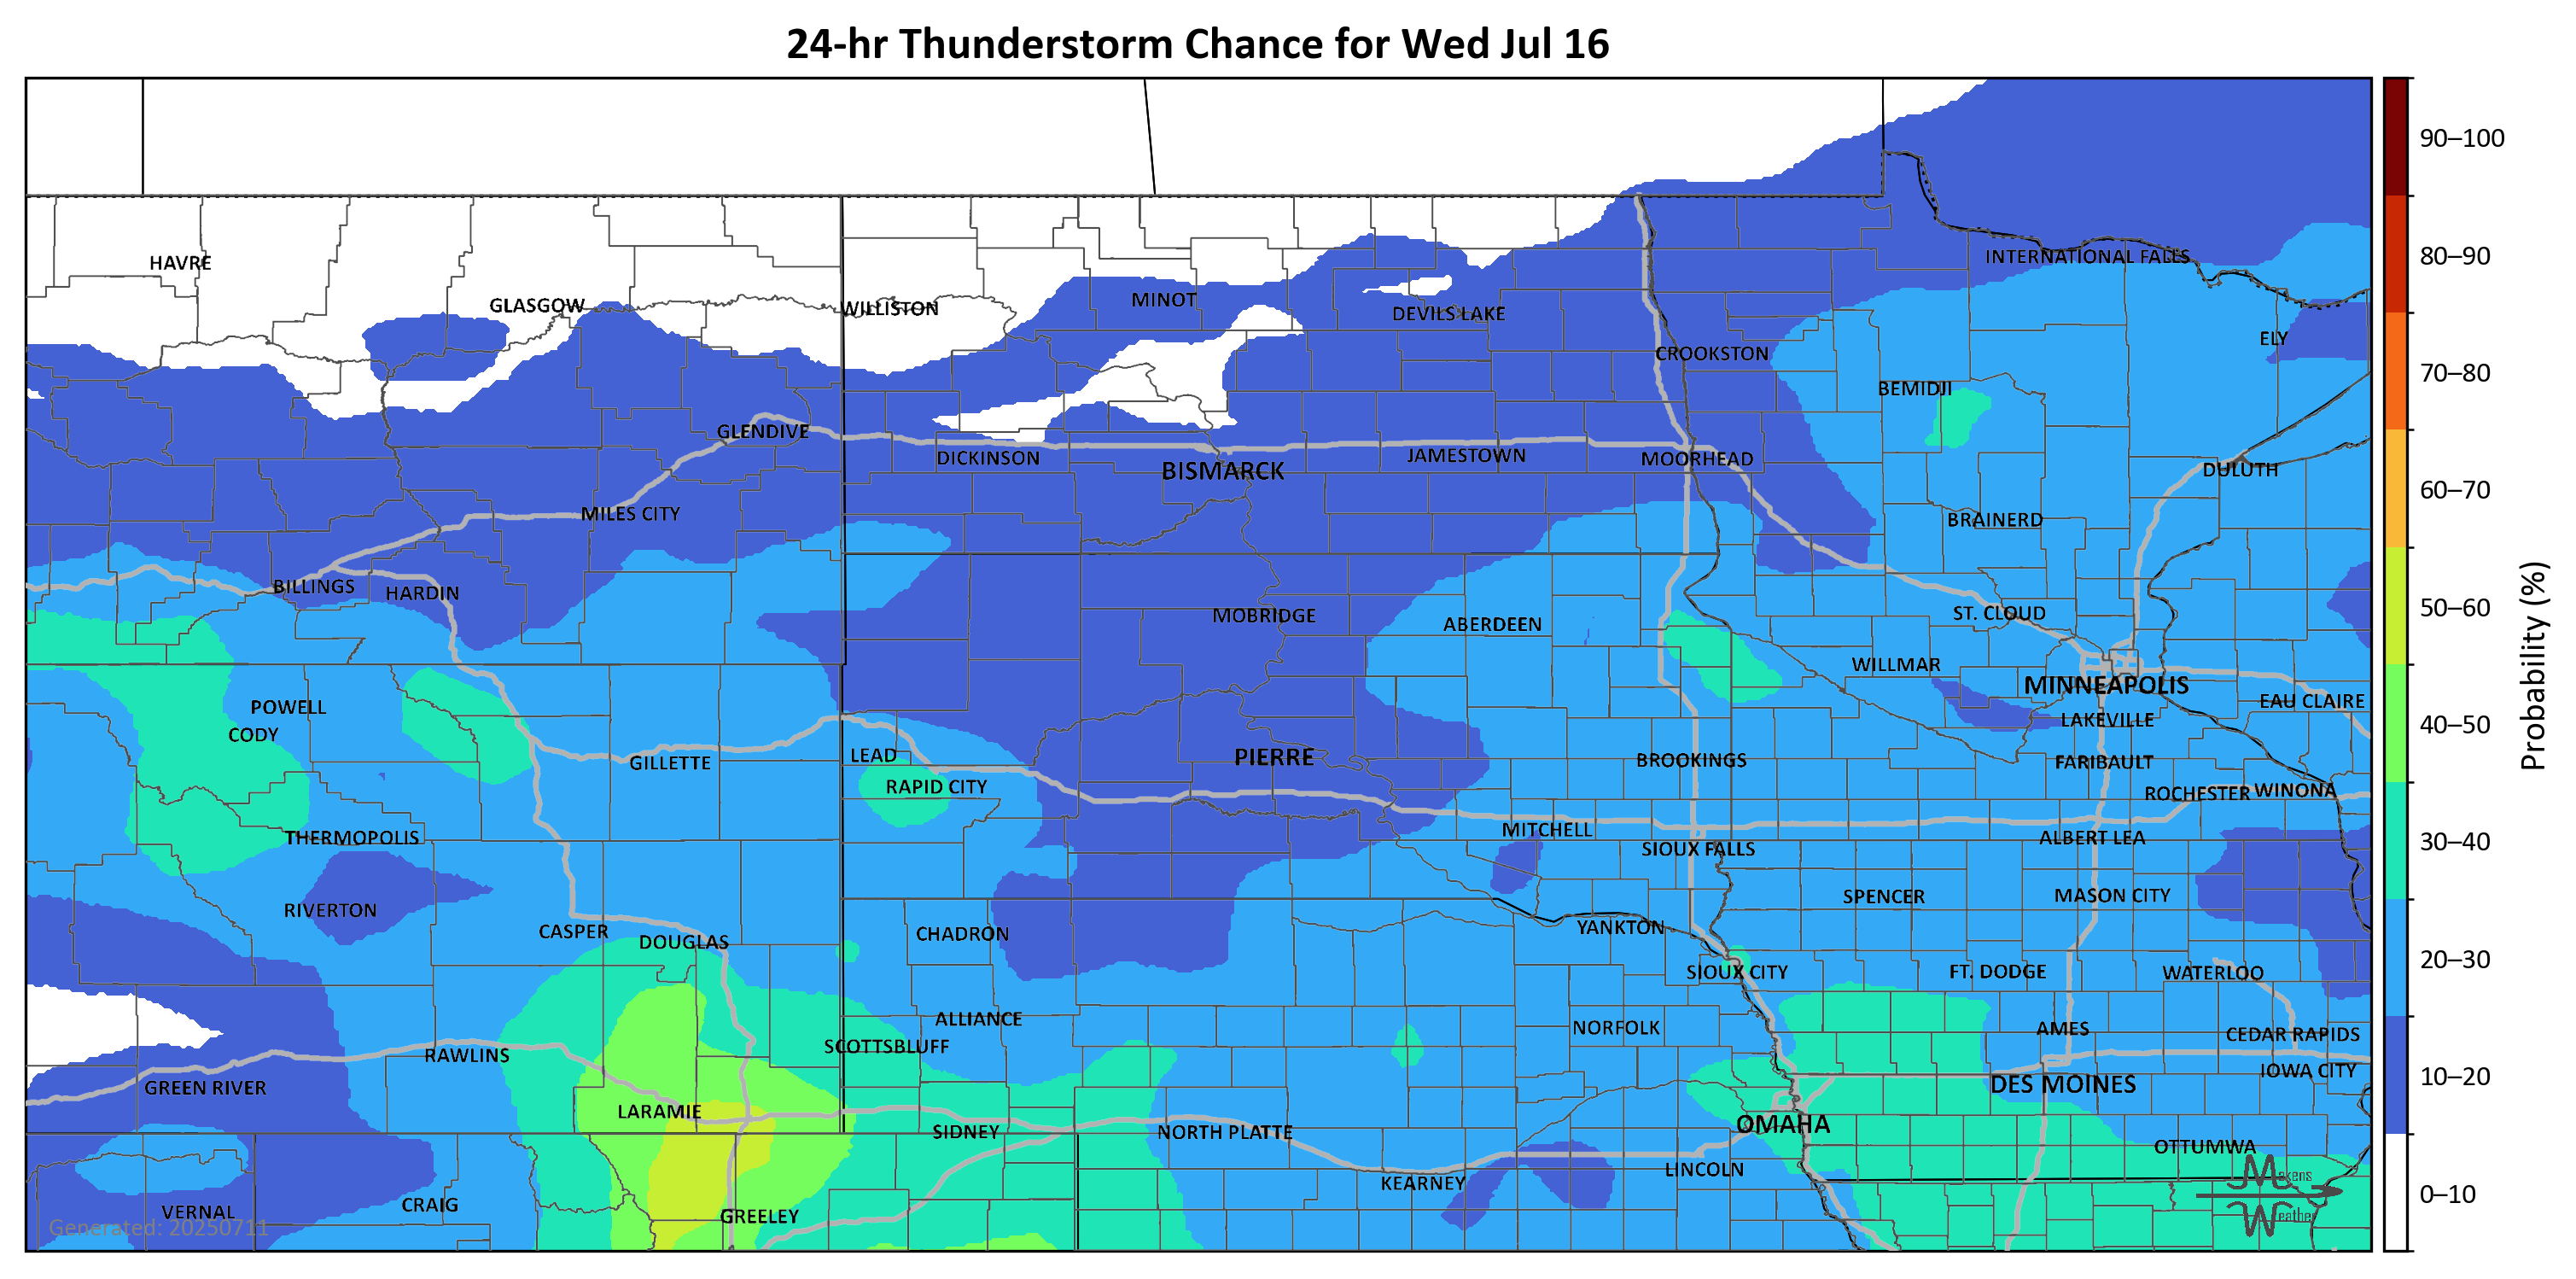 24-hr Thunderstorm Chance for Wed Jul 16
90–100
INTERNATIONAL FALLS
80–90
HAVRE
GLASGOW
WILLISTON
MINOT
DEVILS LAKE
ELY
CROOKSTON
70–80
BEMIDJI
GLENDIVE
DICKINSON
BISMARCK
JAMESTOWN
MOORHEAD
DULUTH
60–70
MILES CITY
BRAINERD
BILLINGS
HARDIN
50–60
MOBRIDGE
ABERDEEN
ST. CLOUD
WILLMAR
MINNEAPOLIS
EAU CLAIRE
Probability (%)
POWELL
CODY
LAKEVILLE
40–50
GILLETTE
LEAD
PIERRE
BROOKINGS
FARIBAULT
RAPID CITY
ROCHESTER
WINONA
THERMOPOLIS
MITCHELL
SIOUX FALLS
ALBERT LEA
30–40
RIVERTON
SPENCER
MASON CITY
CASPER
DOUGLAS
CHADRON
YANKTON
20–30
SIOUX CITY
FT. DODGE
WATERLOO
ALLIANCE
NORFOLK
AMES
CEDAR RAPIDS
RAWLINS
SCOTTSBLUFF
GREEN RIVER
DES MOINES
IOWA CITY
10–20
LARAMIE
SIDNEY
NORTH PLATTE
OMAHA
OTTUMWA
LINCOLN
KEARNEY
Makens
Weather
0–10
VERNAL
CRAIG
GREELEY
Generated: 20250711